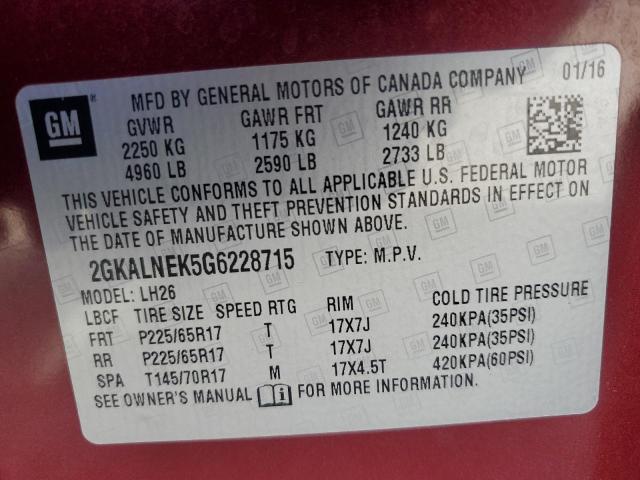 GM
MFD BY GENERAL MOTORS OF CANADA COMPANY 01/16
GVWR GAWR FRT GAWR RR
2250 KG 1175 KG 1240 KG
4960 LB 2590 LB 2733 LB
THIS VEHICLE CONFORMS TO ALL APPLICABLE U.S. FEDERAL MOTOR
VEHICLE SAFETY AND THEFT PREVENTION STANDARDS IN EFFECT ON
THE DATE OF MANUFACTURE SHOWN ABOVE.
2GKALNEK5G6228715 TYPE: M.P.V.
MODEL: LH26
LBCF TIRE SIZE SPEED RTG RIM COLD TIRE PRESSURE
FRT P225/65R17 T 17X7J 240KPA(35PSI)
RR P225/65R17 T 17X7J 240KPA(35PSI)
SPA T145/70R17 M 17X4.5T 420KPA(60PSI)
SEE OWNER'S MANUAL FOR MORE INFORMATION.